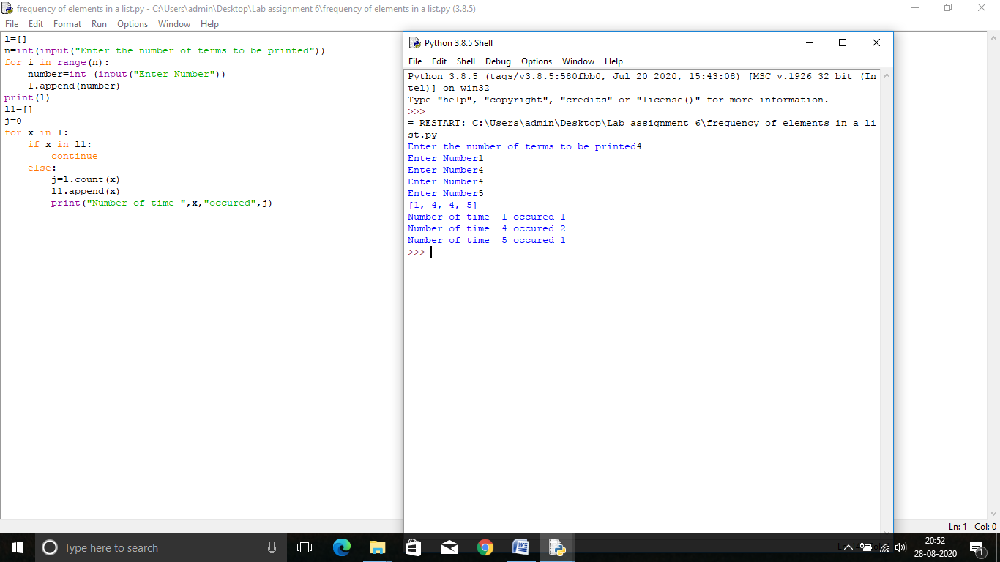 frequency of elements in a list.py - C:\Users\admin\Desktop\Lab assignment 6\frequency of elements in a list.py (3.8.5)
File Edit Format Run Options Window Help
l=[]
n=int(input("Enter the number of terms to be printed"))
for i in range(n):
    number=int (input("Enter Number"))
    l.append(number)
print(l)
l1=[]
j=0
for x in l:
    if x in l1:
        continue
    else:
        j=l.count(x)
        l1.append(x)
        print("Number of time ",x,"occured",j)
Python 3.8.5 Shell
File Edit Shell Debug Options Window Help
Python 3.8.5 (tags/v3.8.5:580fbb0, Jul 20 2020, 15:43:08) [MSC v.1926 32 bit (In
tel)] on win32
Type "help", "copyright", "credits" or "license()" for more information.
>>>
= RESTART: C:\Users\admin\Desktop\Lab assignment 6\frequency of elements in a li
st.py
Enter the number of terms to be printed4
Enter Number1
Enter Number4
Enter Number4
Enter Number5
[1, 4, 4, 5]
Number of time  1 occured 1
Number of time  4 occured 2
Number of time  5 occured 1
>>>
Ln: 1 Col: 0
Type here to search
20:52
28-08-2020
1